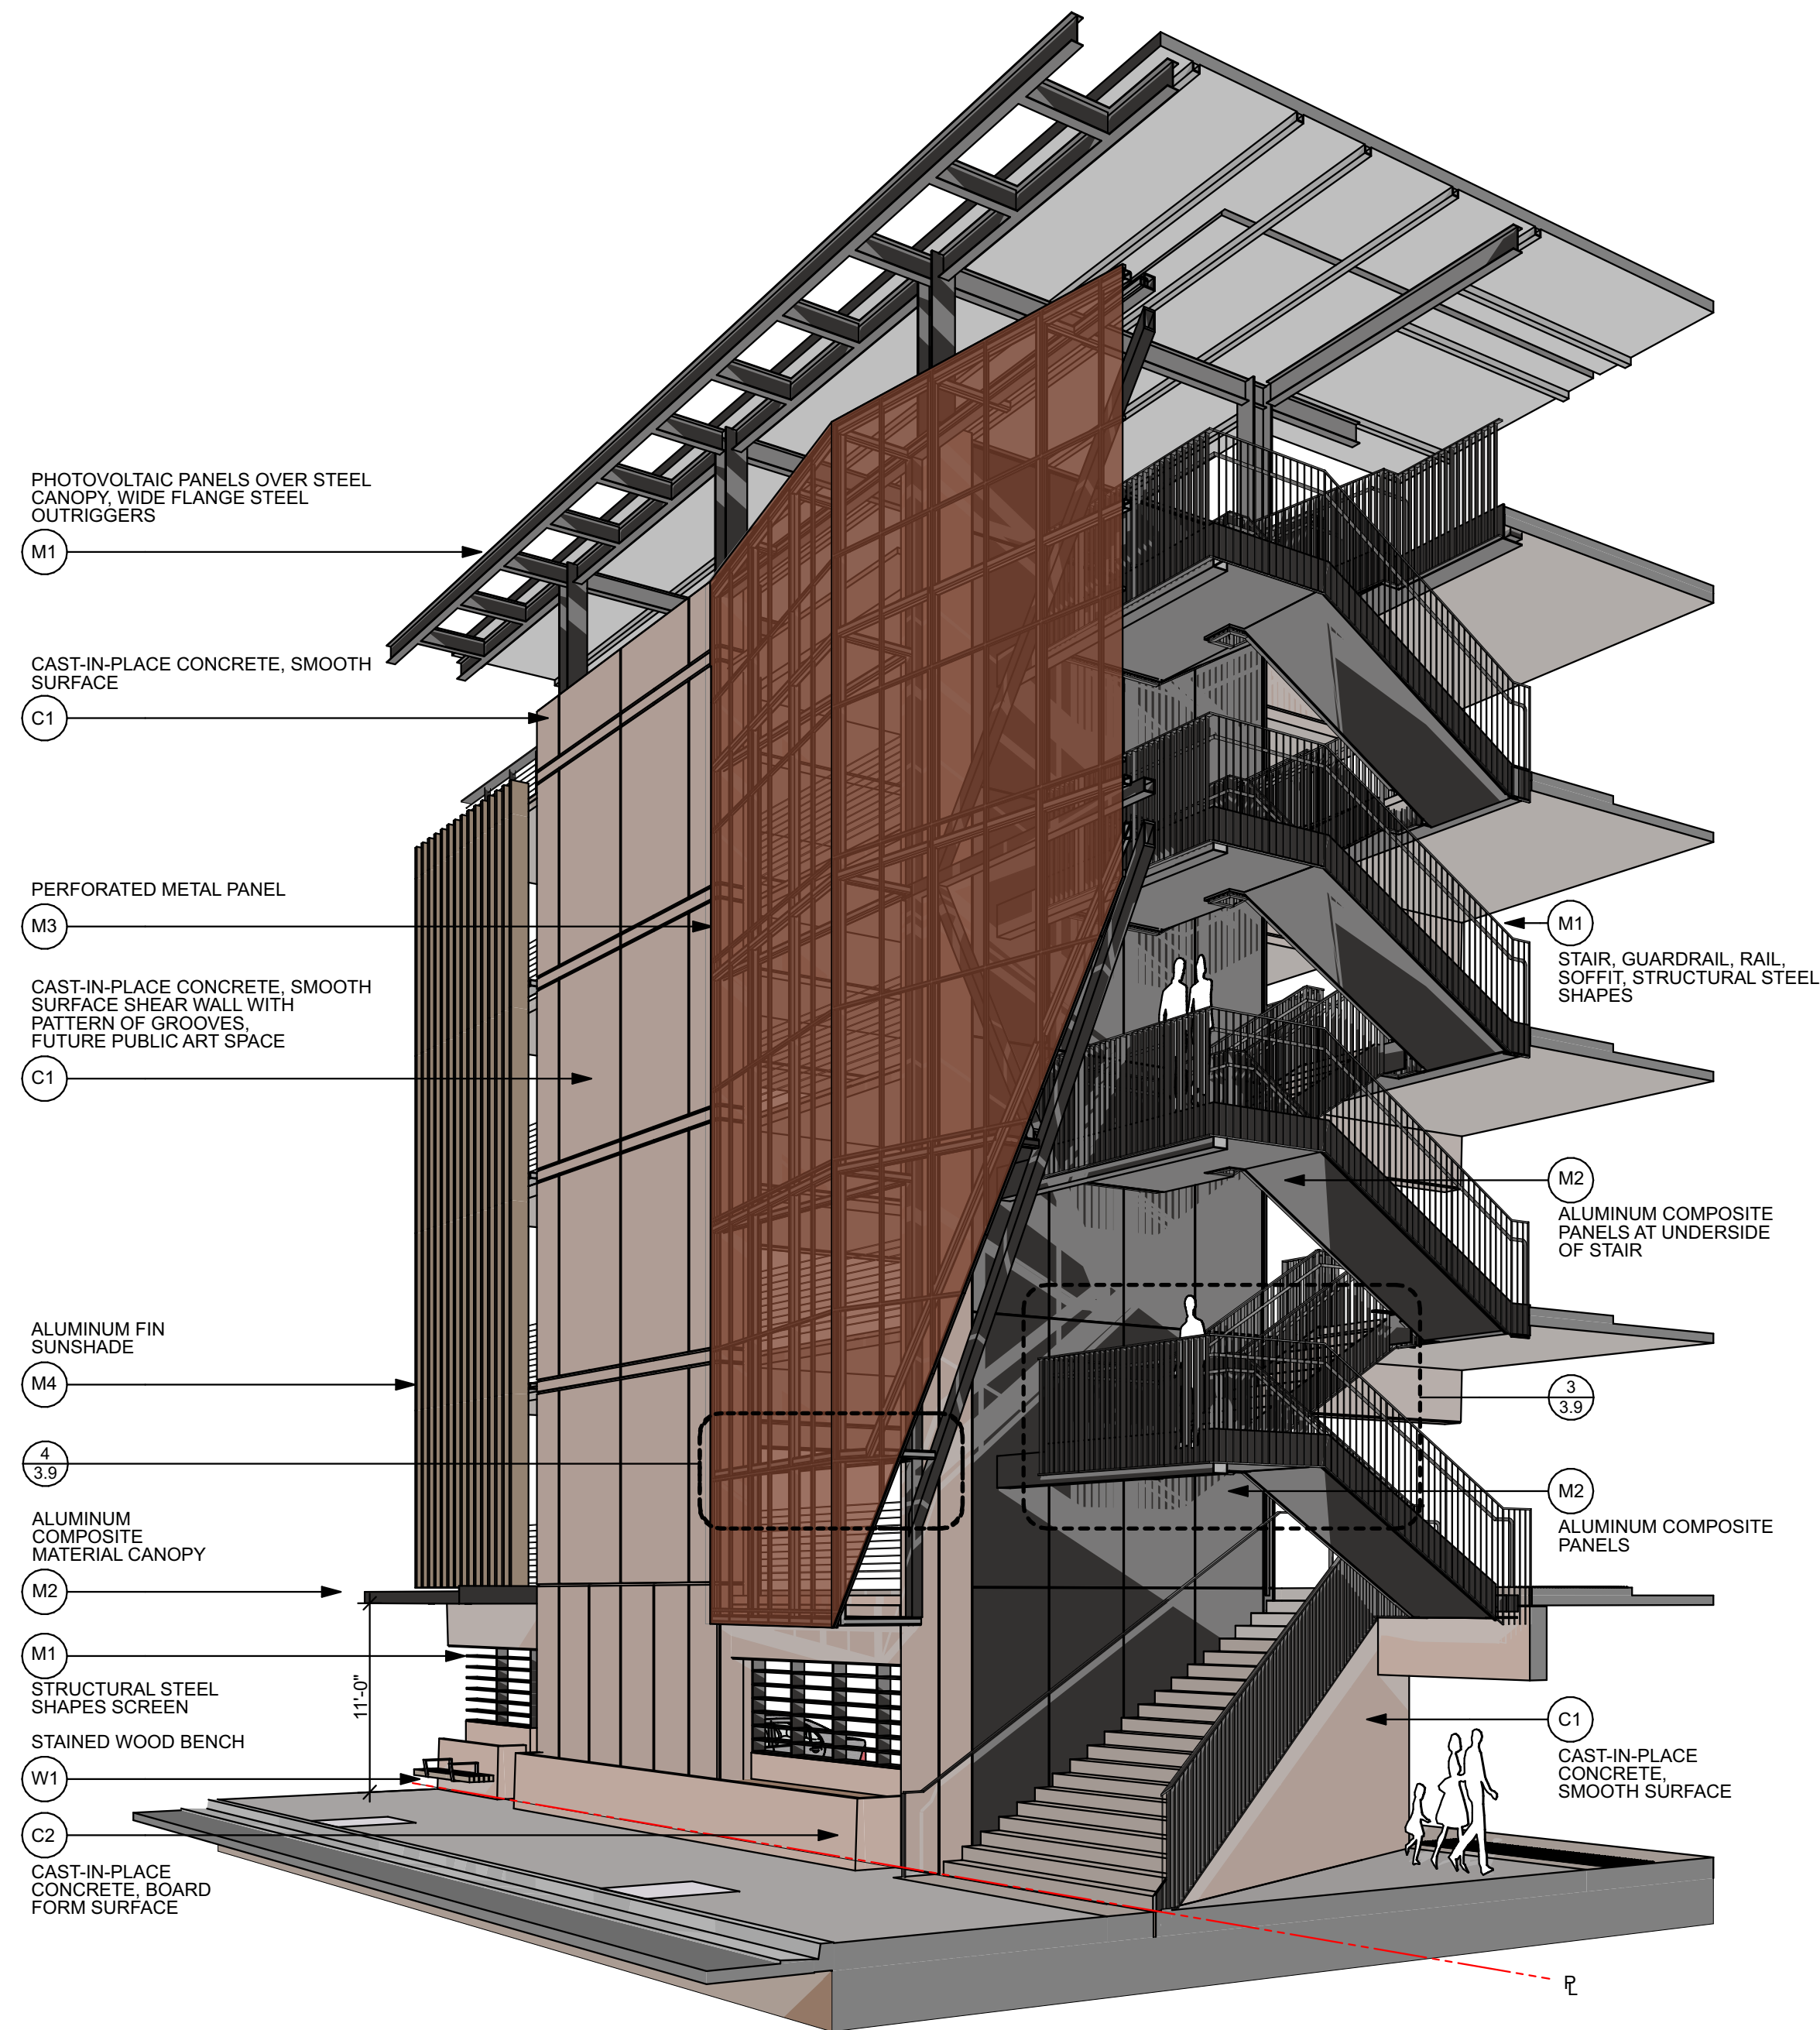 PHOTOVOLTAIC PANELS OVER STEEL
CANOPY, WIDE FLANGE STEEL
OUTRIGGERS
M1
CAST-IN-PLACE CONCRETE, SMOOTH
SURFACE
C1
PERFORATED METAL PANEL
M3
CAST-IN-PLACE CONCRETE, SMOOTH
SURFACE SHEAR WALL WITH
PATTERN OF GROOVES,
FUTURE PUBLIC ART SPACE
C1
ALUMINUM FIN
SUNSHADE
M4
4
3.9
ALUMINUM
COMPOSITE
MATERIAL CANOPY
M2
M1
STRUCTURAL STEEL
SHAPES SCREEN
STAINED WOOD BENCH
W1
C2
CAST-IN-PLACE
CONCRETE, BOARD
FORM SURFACE
11'-0"
M1
STAIR, GUARDRAIL, RAIL,
SOFFIT, STRUCTURAL STEEL
SHAPES
M2
ALUMINUM COMPOSITE
PANELS AT UNDERSIDE
OF STAIR
3
3.9
M2
ALUMINUM COMPOSITE
PANELS
C1
CAST-IN-PLACE
CONCRETE,
SMOOTH SURFACE
PL